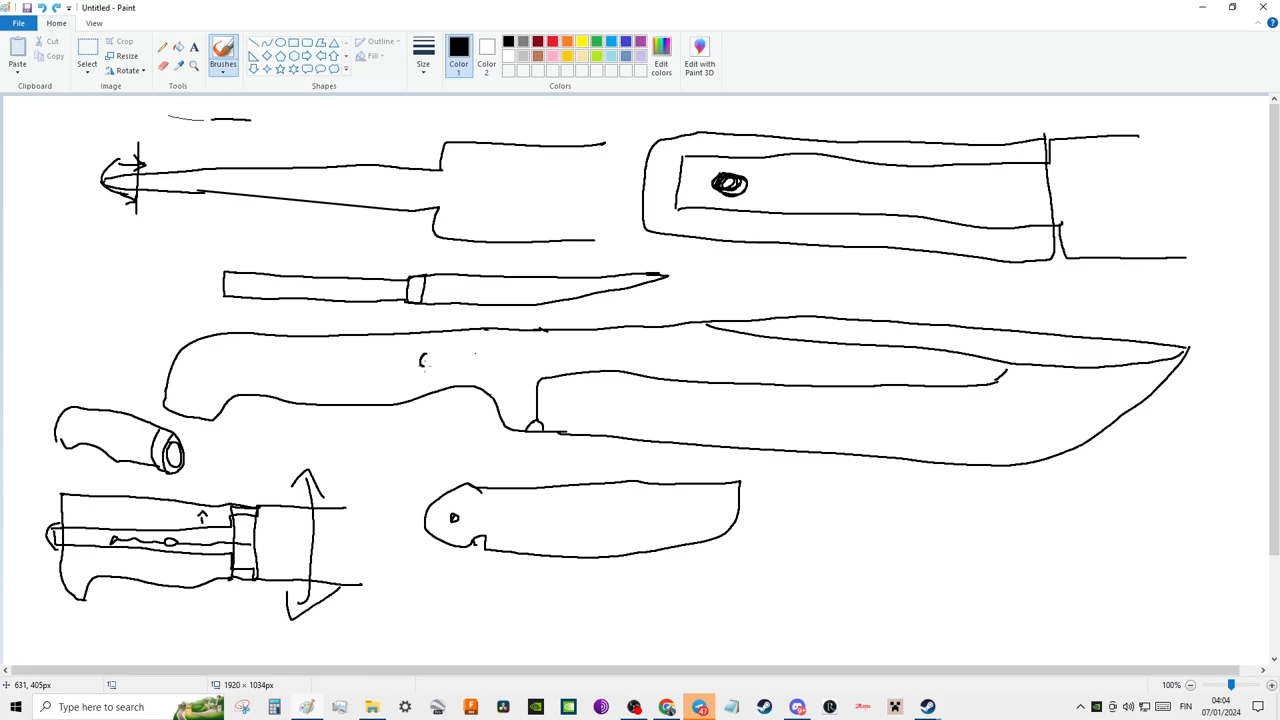 Untitled - Paint
File Home View
Paste
Cut
Copy
Clipboard
Select
Crop
Resize
Rotate
Image
A
Tools
Brushes
Outline
Fill
Shapes
Size
Color 1
Color 2
Edit colors
Edit with Paint 3D
Colors
631, 405px
1920 × 1034px
100%
Type here to search
FIN
04:04
07/01/2024